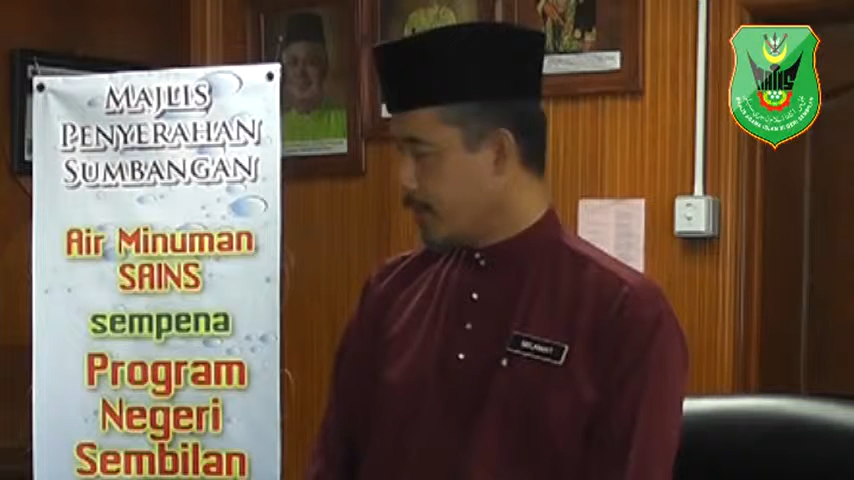 MAJLIS
PENYERAHAN
SUMBANGAN
Air Minuman
SAINS
sempena
Program
Negeri
Sembilan